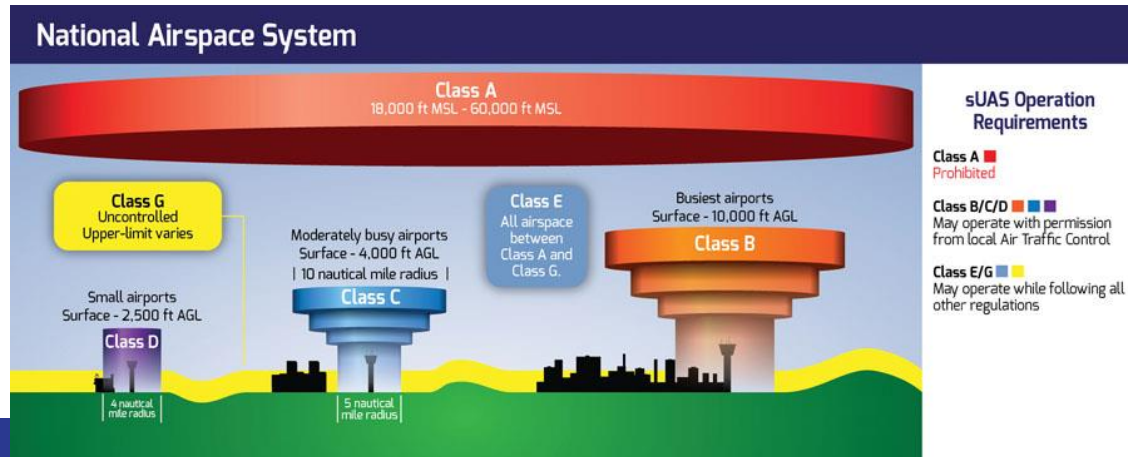 National Airspace System
Class A
18,000 ft MSL - 60,000 ft MSL
Class G
Uncontrolled
Upper-limit varies
Small airports
Surface - 2,500 ft AGL
Class D
4 nautical
mile radius
Moderately busy airports
Surface - 4,000 ft AGL
| 10 nautical mile radius |
Class C
5 nautical
mile radius
Class E
All airspace
between
Class A and
Class G.
Busiest airports
Surface - 10,000 ft AGL
Class B
sUAS Operation
Requirements
Class A
Prohibited
Class B/C/D
May operate with permission
from local Air Traffic Control
Class E/G
May operate while following all
other regulations